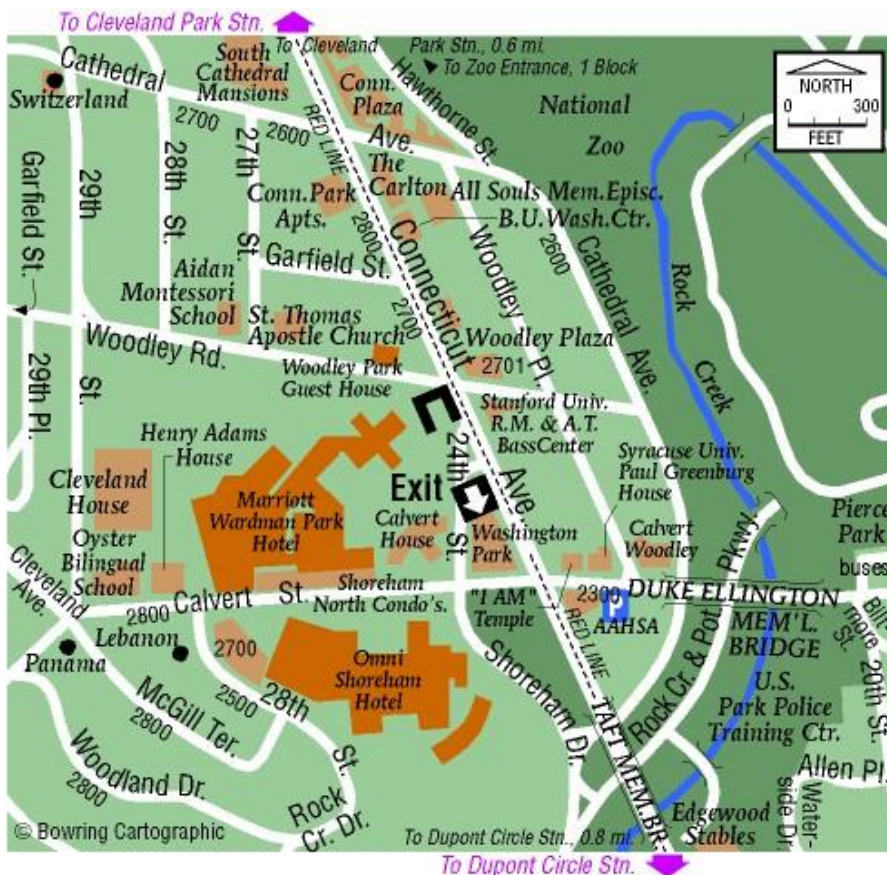 To Cleveland Park Stn.
To Cleveland Park Stn., 0.6 mi.
To Zoo Entrance, 1 Block
NORTH
0 300
FEET
Cathedral
Ave.
2700
2600
Switzerland
South
Cathedral
Mansions
Conn.
Plaza
Hawthorne St.
National
Zoo
RED LINE
The
Carlton
Conn.Park
Apts.
All Souls Mem.Episc.
B.U.Wash.Ctr.
2800
Connecticut
2700
Ave
Garfield St.
29th
St.
28th
St.
27th
St.
Garfield St.
Woodley
Pl.
2600
Cathedral Ave.
Rock
Creek
Aidan
Montessori
School
St. Thomas
Apostle Church
Woodley Rd.
Woodley Park
Guest House
Woodley Plaza
2701
29th Pl.
Stanford Univ.
R.M. & A.T.
BassCenter
Henry Adams
House
Cleveland
House
Marriott
Wardman Park
Hotel
Exit
24th
St.
Syracuse Univ.
Paul Greenburg
House
Calvert
House
Washington
Park
Calvert
Woodley
Pierce
Park
buses
Oyster
Bilingual
School
Cleveland
Ave.
2800
Calvert St.
Shoreham
North Condo's.
"I AM"
Temple
2300
P
AAHSA
DUKE ELLINGTON
MEM'L.
BRIDGE
Rock Cr. & Pot. Pkwy.
RED LINE
Panama
Lebanon
2700
2500
28th
St.
Omni
Shoreham
Hotel
Shoreham Dr.
U.S.
Park Police
Training Ctr.
Biltmore St.
20th St.
McGill Ter.
2800
Woodland Dr.
2800
Rock
Cr. Dr.
TAFT MEM.BR.
Allen Pl.
Water-
side Dr.
Edgewood
Stables
© Bowring Cartographic
To Dupont Circle Stn., 0.8 mi.
To Dupont Circle Stn.